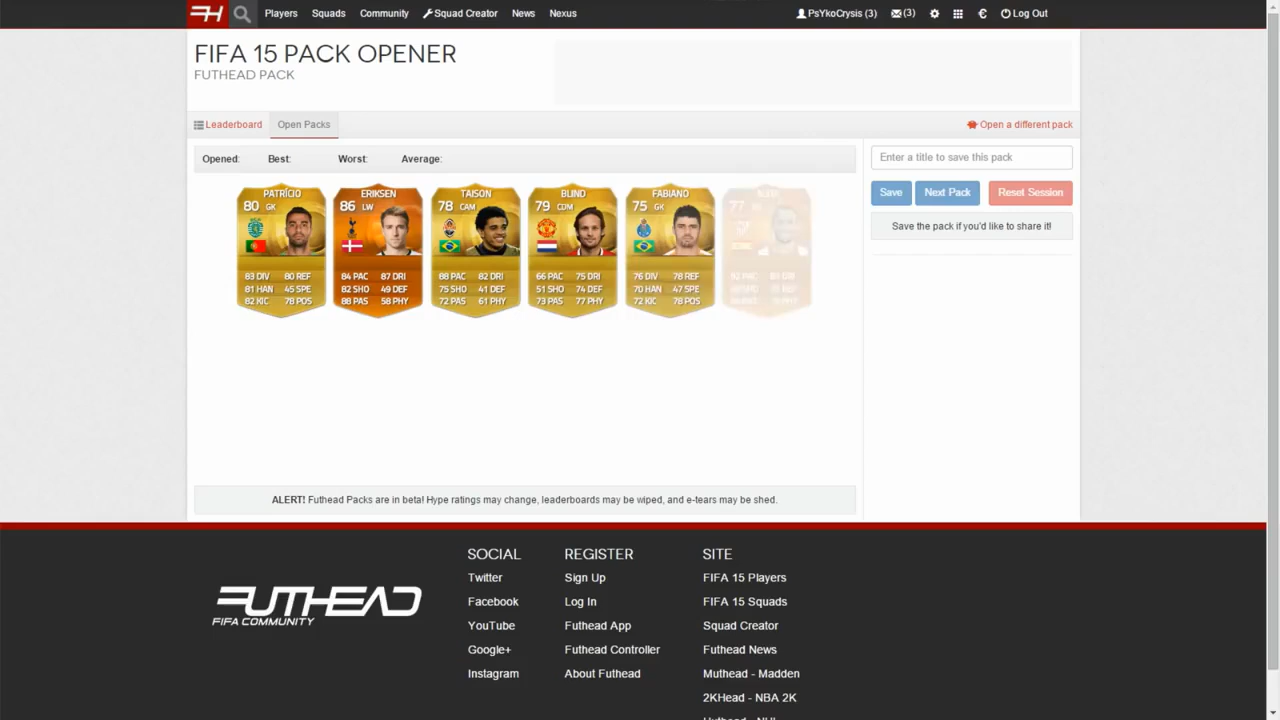 Players Squads Community Squad Creator News Nexus PsYkoCrysis (3) (3) € Log Out
FIFA 15 PACK OPENER
FUTHEAD PACK
Leaderboard Open Packs Open a different pack
Opened: Best: Worst: Average:
Enter a title to save this pack
Save Next Pack Reset Session
Save the pack if you'd like to share it!
PATRÍCIO
80 GK
83 DIV 80 REF
81 HAN 45 SPE
82 KIC 78 POS
ERIKSEN
86 LW
84 PAC 87 DRI
82 SHO 49 DEF
88 PAS 58 PHY
TAISON
78 CAM
88 PAC 82 DRI
75 SHO 41 DEF
72 PAS 61 PHY
BLIND
79 CDM
66 PAC 75 DRI
51 SHO 74 DEF
73 PAS 77 PHY
FABIANO
75 GK
76 DIV 78 REF
70 HAN 47 SPE
72 KIC 78 POS
77
ALERT! Futhead Packs are in beta! Hype ratings may change, leaderboards may be wiped, and e-tears may be shed.
FUTHEAD
FIFA COMMUNITY
SOCIAL
Twitter
Facebook
YouTube
Google+
Instagram
REGISTER
Sign Up
Log In
Futhead App
Futhead Controller
About Futhead
SITE
FIFA 15 Players
FIFA 15 Squads
Squad Creator
Futhead News
Muthead - Madden
2KHead - NBA 2K